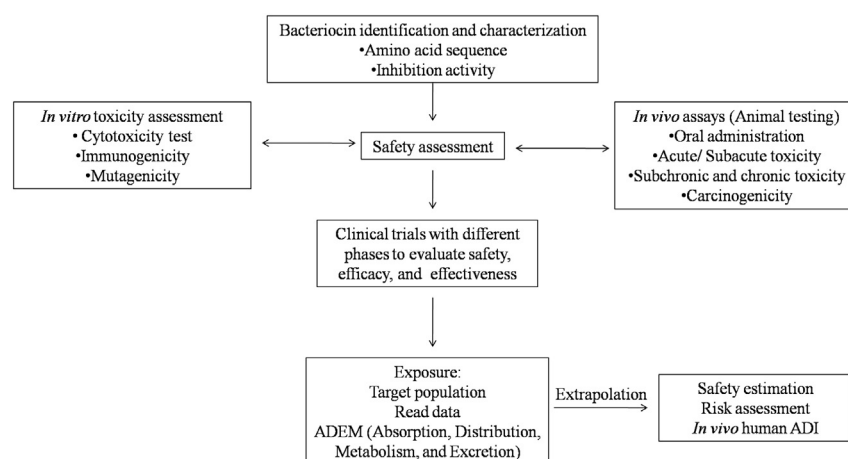 Bacteriocin identification and characterization
•Amino acid sequence
•Inhibition activity
In vitro toxicity assessment
• Cytotoxicity test
•Immunogenicity
•Mutagenicity
Safety assessment
In vivo assays (Animal testing)
•Oral administration
•Acute/ Subacute toxicity
•Subchronic and chronic toxicity
•Carcinogenicity
Clinical trials with different
phases to evaluate safety,
efficacy, and effectiveness
Exposure:
Target population
Read data
ADEM (Absorption, Distribution,
Metabolism, and Excretion)
Extrapolation
Safety estimation
Risk assessment
In vivo human ADI